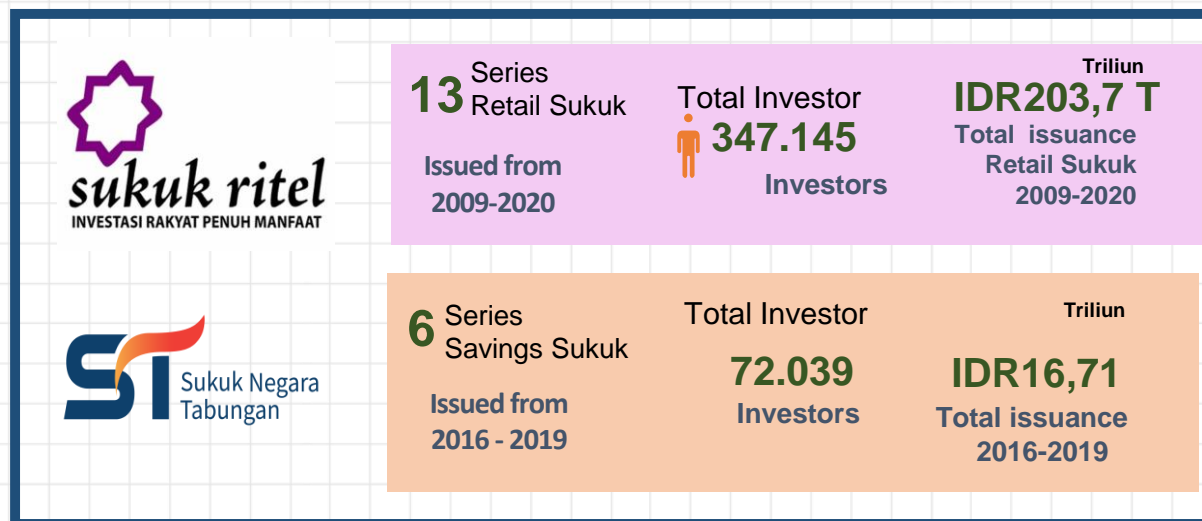 sukuk ritel
INVESTASI RAKYAT PENUH MANFAAT
13 Series
Retail Sukuk
Issued from
2009-2020
Total Investor
347.145
Investors
Triliun
IDR203,7 T
Total issuance
Retail Sukuk
2009-2020
ST Sukuk Negara
Tabungan
6 Series
Savings Sukuk
Issued from
2016 - 2019
Total Investor
72.039
Investors
Triliun
IDR16,71
Total issuance
2016-2019